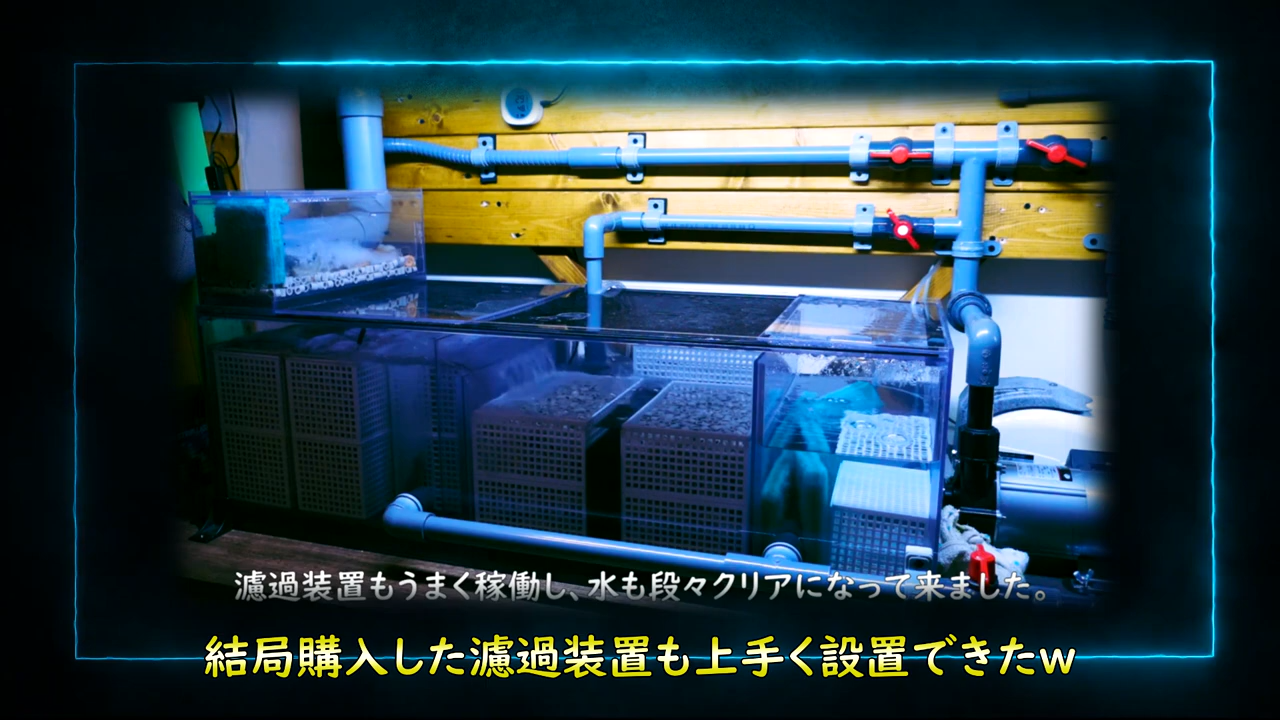 濾過装置もうまく稼働し、水も段々クリアになって来ました。
結局購入した濾過装置も上手く設置できたw